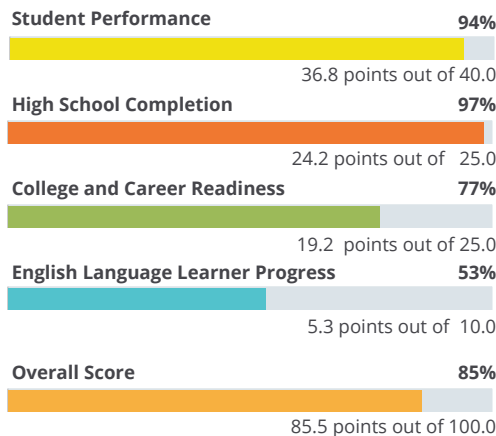 Student Performance 94%
36.8 points out of 40.0
High School Completion 97%
24.2 points out of 25.0
College and Career Readiness 77%
19.2 points out of 25.0
English Language Learner Progress 53%
5.3 points out of 10.0
Overall Score 85%
85.5 points out of 100.0